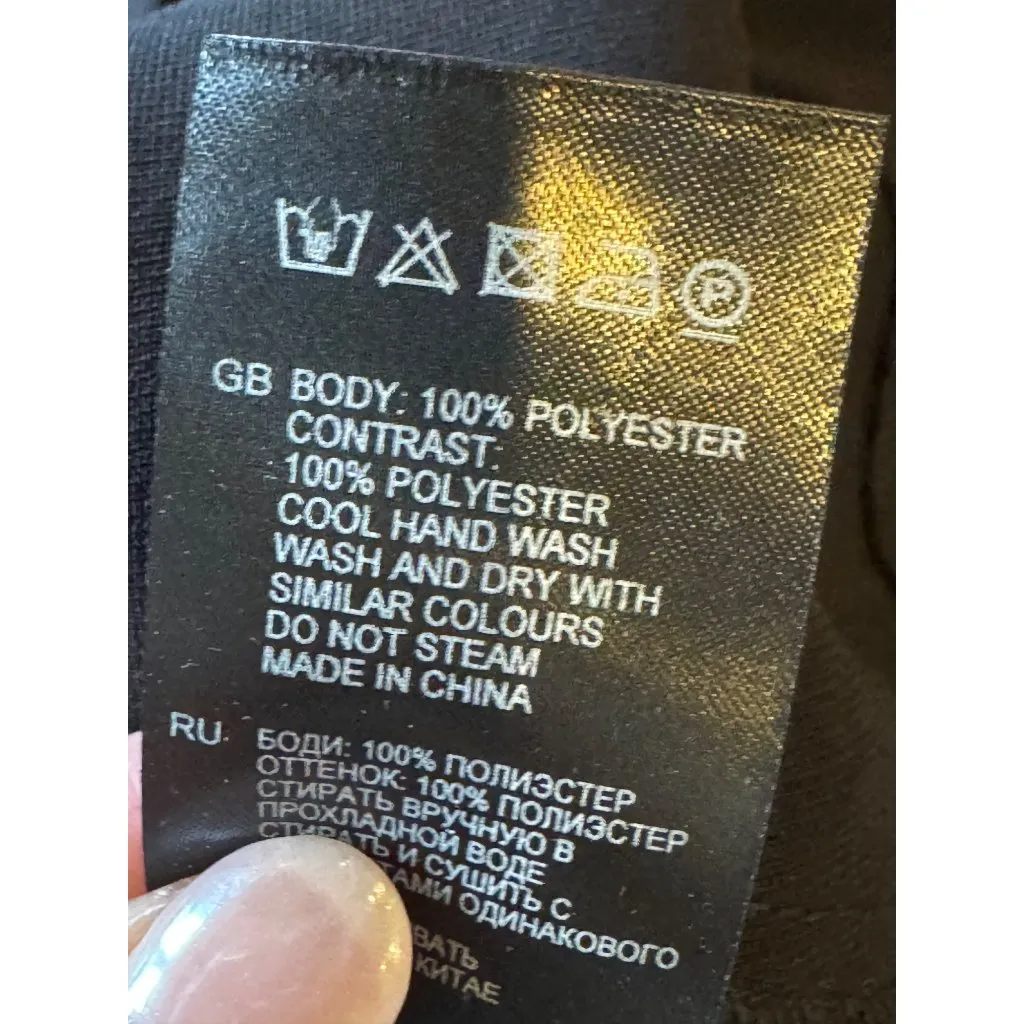 P
GB BODY: 100% POLYESTER
CONTRAST:
100% POLYESTER
COOL HAND WASH
WASH AND DRY WITH
SIMILAR COLOURS
DO NOT STEAM
MADE IN CHINA
RU БОДИ: 100% ПОЛИЭСТЕР
ОТТЕНОК: 100% ПОЛИЭСТЕР
СТИРАТЬ ВРУЧНУЮ В
ПРОХЛАДНОЙ ВОДЕ
СТИРАТЬ И СУШИТЬ С
ОДИНАКОВОГО
КИТАЕ